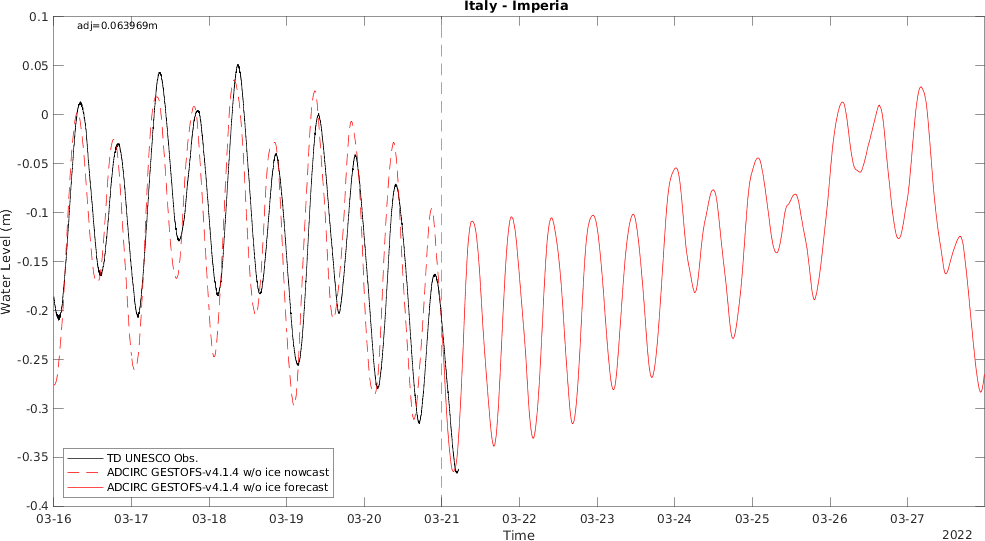 Italy - Imperia
adj=0.063969m
0.1
0.05
0
-0.05
-0.1
-0.15
-0.2
-0.25
-0.3
-0.35
-0.4
Water Level (m)
TD UNESCO Obs.
ADCIRC GESTOFS-v4.1.4 w/o ice nowcast
ADCIRC GESTOFS-v4.1.4 w/o ice forecast
03-16 03-17 03-18 03-19 03-20 03-21 03-22 03-23 03-24 03-25 03-26 03-27
Time
2022